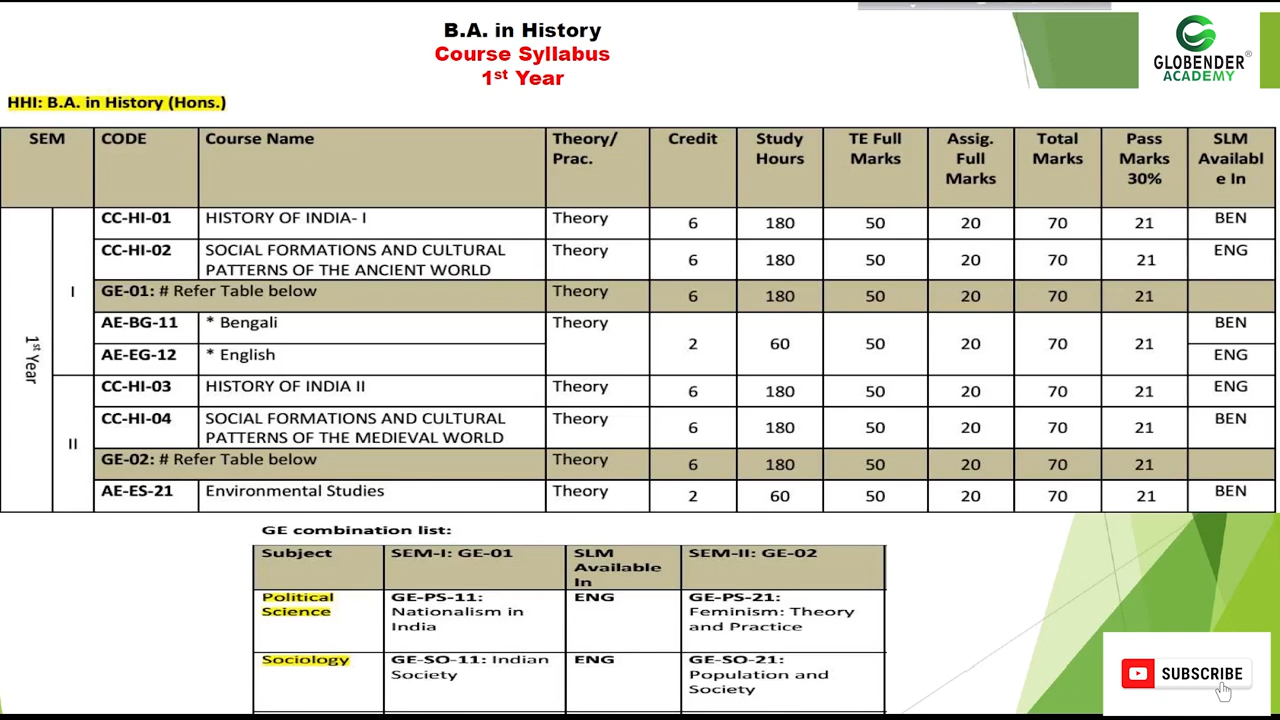 B.A. in History
Course Syllabus
1st Year
GLOBENDER®
ACADEMY
HHI: B.A. in History (Hons.)
SEM CODE Course Name Theory/ Prac. Credit Study Hours TE Full Marks Assig. Full Marks Total Marks Pass Marks 30% SLM Availabl e In
1st Year
I
CC-HI-01 HISTORY OF INDIA- I Theory 6 180 50 20 70 21 BEN
CC-HI-02 SOCIAL FORMATIONS AND CULTURAL PATTERNS OF THE ANCIENT WORLD Theory 6 180 50 20 70 21 ENG
GE-01: # Refer Table below Theory 6 180 50 20 70 21
AE-BG-11 * Bengali Theory 2 60 50 20 70 21 BEN
AE-EG-12 * English ENG
II
CC-HI-03 HISTORY OF INDIA II Theory 6 180 50 20 70 21 ENG
CC-HI-04 SOCIAL FORMATIONS AND CULTURAL PATTERNS OF THE MEDIEVAL WORLD Theory 6 180 50 20 70 21 BEN
GE-02: # Refer Table below Theory 6 180 50 20 70 21
AE-ES-21 Environmental Studies Theory 2 60 50 20 70 21 BEN
GE combination list:
Subject SEM-I: GE-01 SLM Available In SEM-II: GE-02
Political Science GE-PS-11: Nationalism in India ENG GE-PS-21: Feminism: Theory and Practice
Sociology GE-SO-11: Indian Society ENG GE-SO-21: Population and Society
SUBSCRIBE